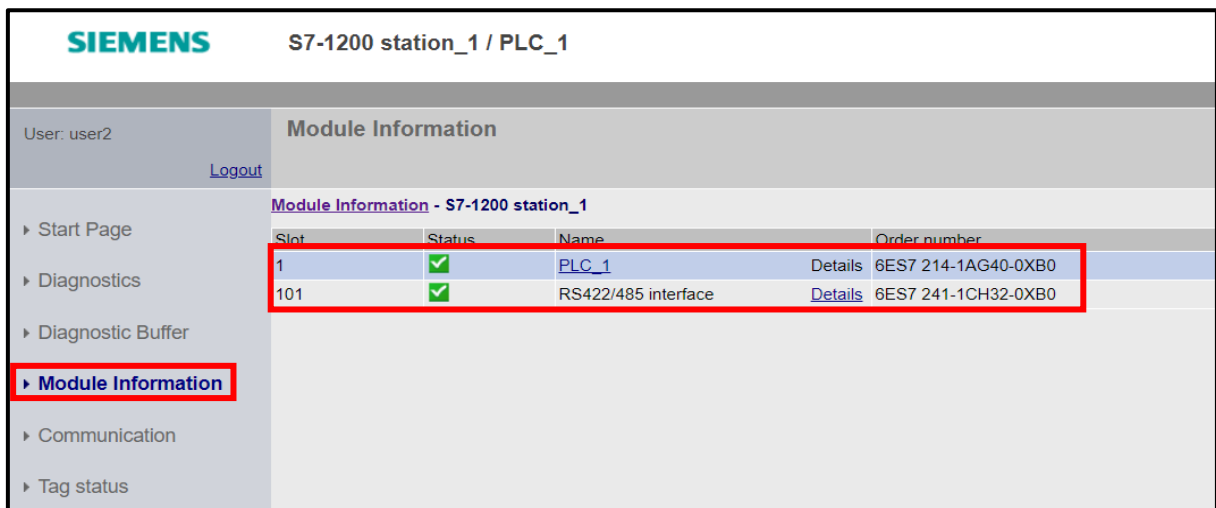 SIEMENS S7-1200 station_1 / PLC_1
User: user2
Logout
Module Information
Module Information - S7-1200 station_1
Slot Status Name Order number
1 PLC_1 Details 6ES7 214-1AG40-0XB0
101 RS422/485 interface Details 6ES7 241-1CH32-0XB0
Start Page
Diagnostics
Diagnostic Buffer
Module Information
Communication
Tag status